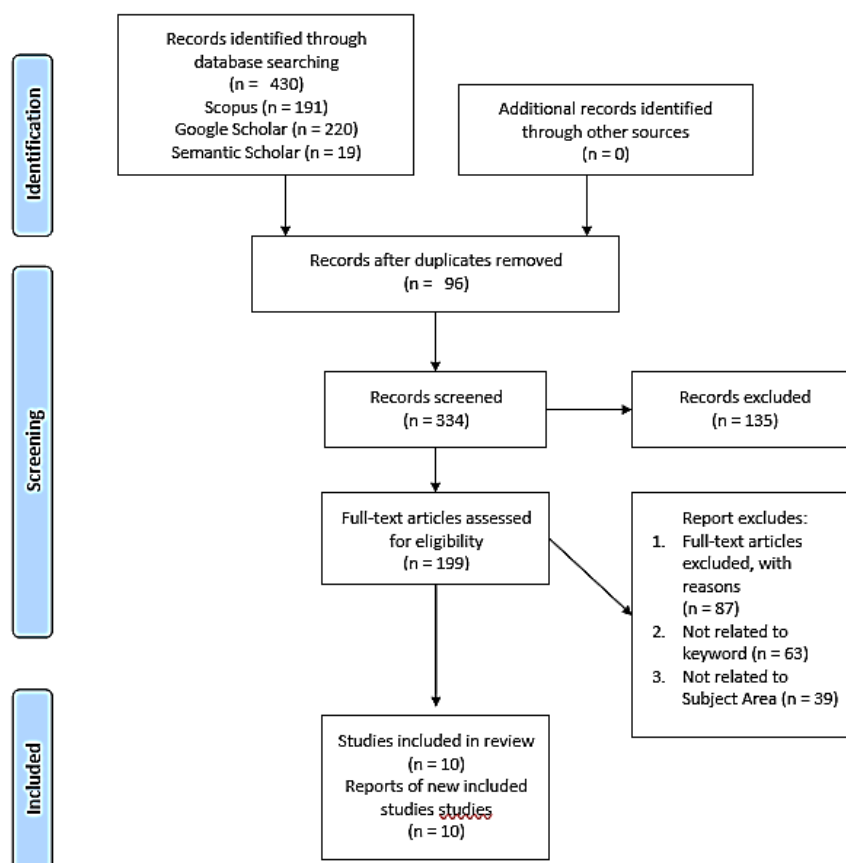 Identification
Records identified through
database searching
(n = 430)
Scopus (n = 191)
Google Scholar (n = 220)
Semantic Scholar (n = 19)
Additional records identified
through other sources
(n = 0)
Screening
Records after duplicates removed
(n = 96)
Records screened
(n = 334)
Records excluded
(n = 135)
Full-text articles assessed
for eligibility
(n = 199)
Report excludes:
1. Full-text articles
excluded, with
reasons
(n = 87)
2. Not related to
keyword (n = 63)
3. Not related to
Subject Area (n = 39)
Included
Studies included in review
(n = 10)
Reports of new included
studies studies
(n = 10)